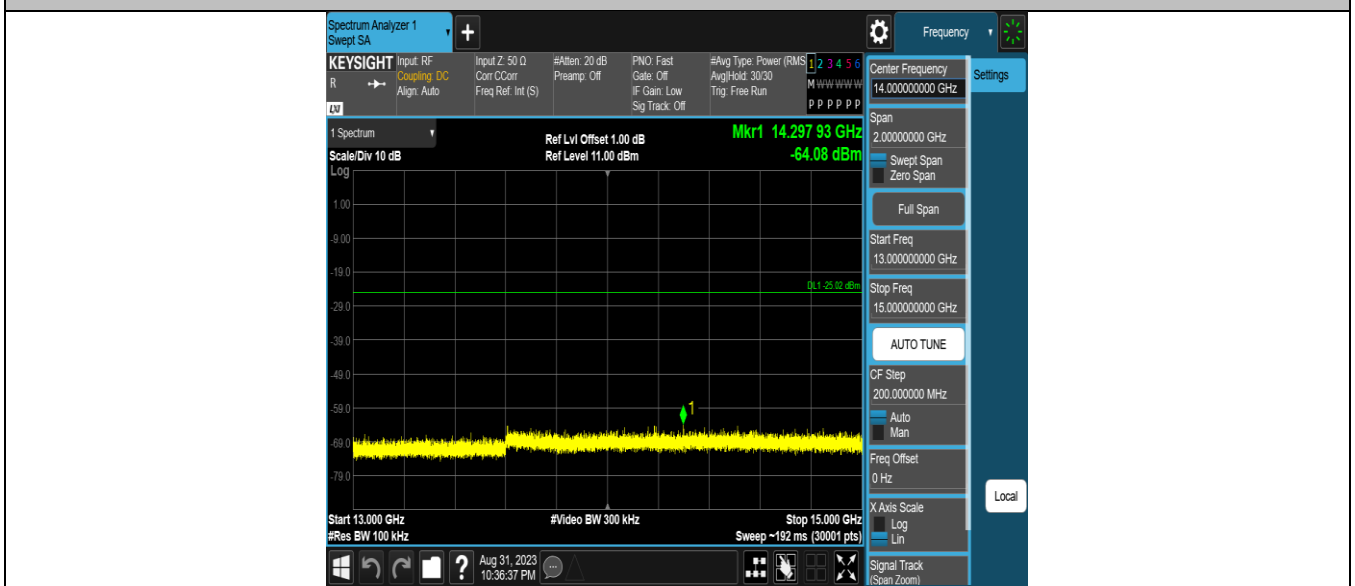 Spectrum Analyzer 1
Swept SA
+
Frequency
KEYSIGHT
R
LXI
Input: RF
Coupling: DC
Align: Auto
Input Z: 50 Ω
Corr CCorr
Freq Ref: Int (S)
#Atten: 20 dB
Preamp: Off
PNO: Fast
Gate: Off
IF Gain: Low
Sig Track: Off
#Avg Type: Power (RMS
Avg|Hold: 30/30
Trig: Free Run
1 2 3 4 5 6
M W W W W W
P P P P P P
1 Spectrum
Scale/Div 10 dB
Ref Lvl Offset 1.00 dB
Ref Level 11.00 dBm
Mkr1 14.297 93 GHz
-64.08 dBm
Log
1.00
-9.00
-19.0
-29.0
-39.0
-49.0
-59.0
-69.0
-79.0
DL1 -25.02 dBm
1
Start 13.000 GHz
#Res BW 100 kHz
#Video BW 300 kHz
Stop 15.000 GHz
Sweep ~192 ms (30001 pts)
Center Frequency
14.000000000 GHz
Settings
Span
2.00000000 GHz
Swept Span
Zero Span
Full Span
Start Freq
13.000000000 GHz
Stop Freq
15.000000000 GHz
AUTO TUNE
CF Step
200.000000 MHz
Auto
Man
Freq Offset
0 Hz
X Axis Scale
Log
Lin
Signal Track
(Span Zoom)
Local
?
Aug 31, 2023
10:36:37 PM